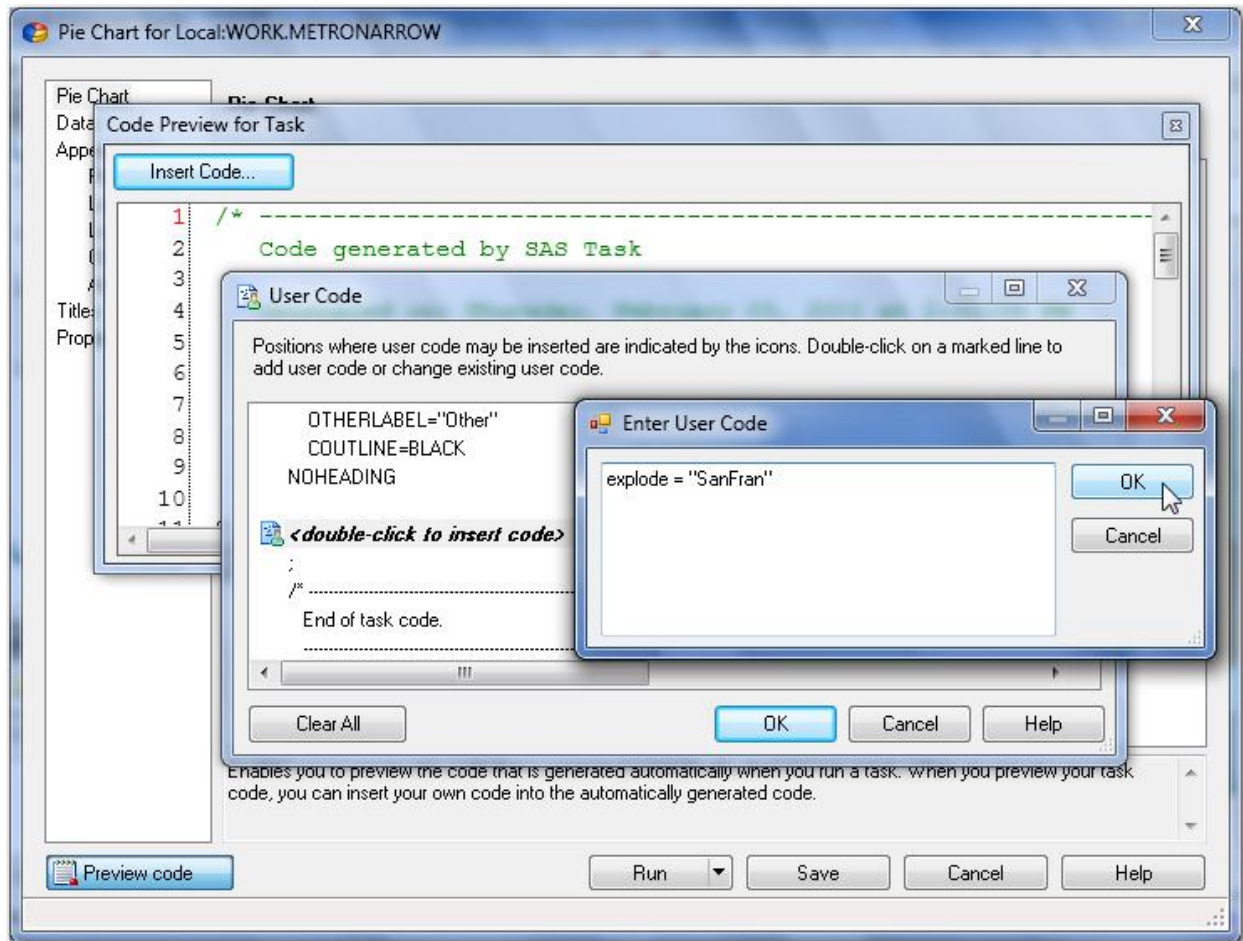 Pie Chart for Local:WORK.METRONARROW
Pie Chart
Pie Chart
Data
Code Preview for Task
Appe
Insert Code...
1 /* ------------------------------------------------------------
2 Code generated by SAS Task
3
4
5
6
7
8
9
10
Title
Prop
User Code
Positions where user code may be inserted are indicated by the icons. Double-click on a marked line to
add user code or change existing user code.
OTHERLABEL="Other"
COUTLINE=BLACK
NOHEADING
<double-click to insert code>
;
/* ------------------------------------------------------------
End of task code.
------------------------------------------------------------
Enter User Code
explode = "SanFran"
OK
Cancel
Clear All
OK
Cancel
Help
Enables you to preview the code that is generated automatically when you run a task. When you preview your task
code, you can insert your own code into the automatically generated code.
Preview code
Run
Save
Cancel
Help